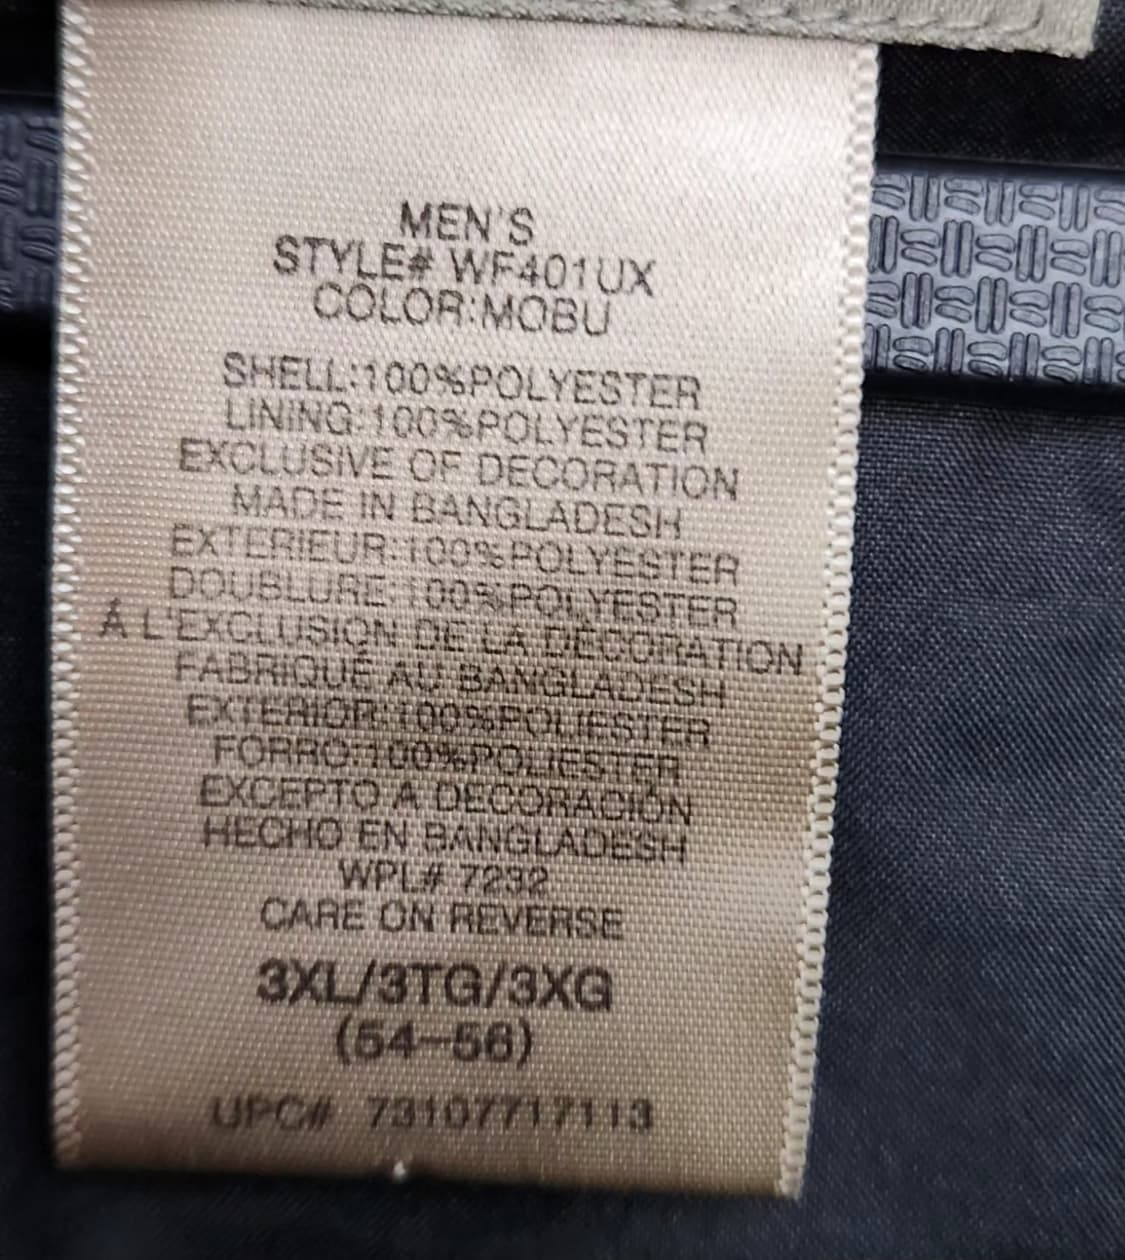 MEN'S
STYLE# WF401UX
COLOR:MOBU
SHELL:100%POLYESTER
LINING:100%POLYESTER
EXCLUSIVE OF DECORATION
MADE IN BANGLADESH
EXTERIEUR:100%POLYESTER
DOUBLURE:100%POLYESTER
Á L'EXCLUSION DE LA DÉCORATION
FABRIQUÉ AU BANGLADESH
EXTERIOR:100%POLIESTER
FORRO:100%POLIESTER
EXCEPTO A DECORACIÓN
HECHO EN BANGLADESH
WPL# 7232
CARE ON REVERSE
3XL/3TG/3XG
(54-56)
UPC# 73107717113